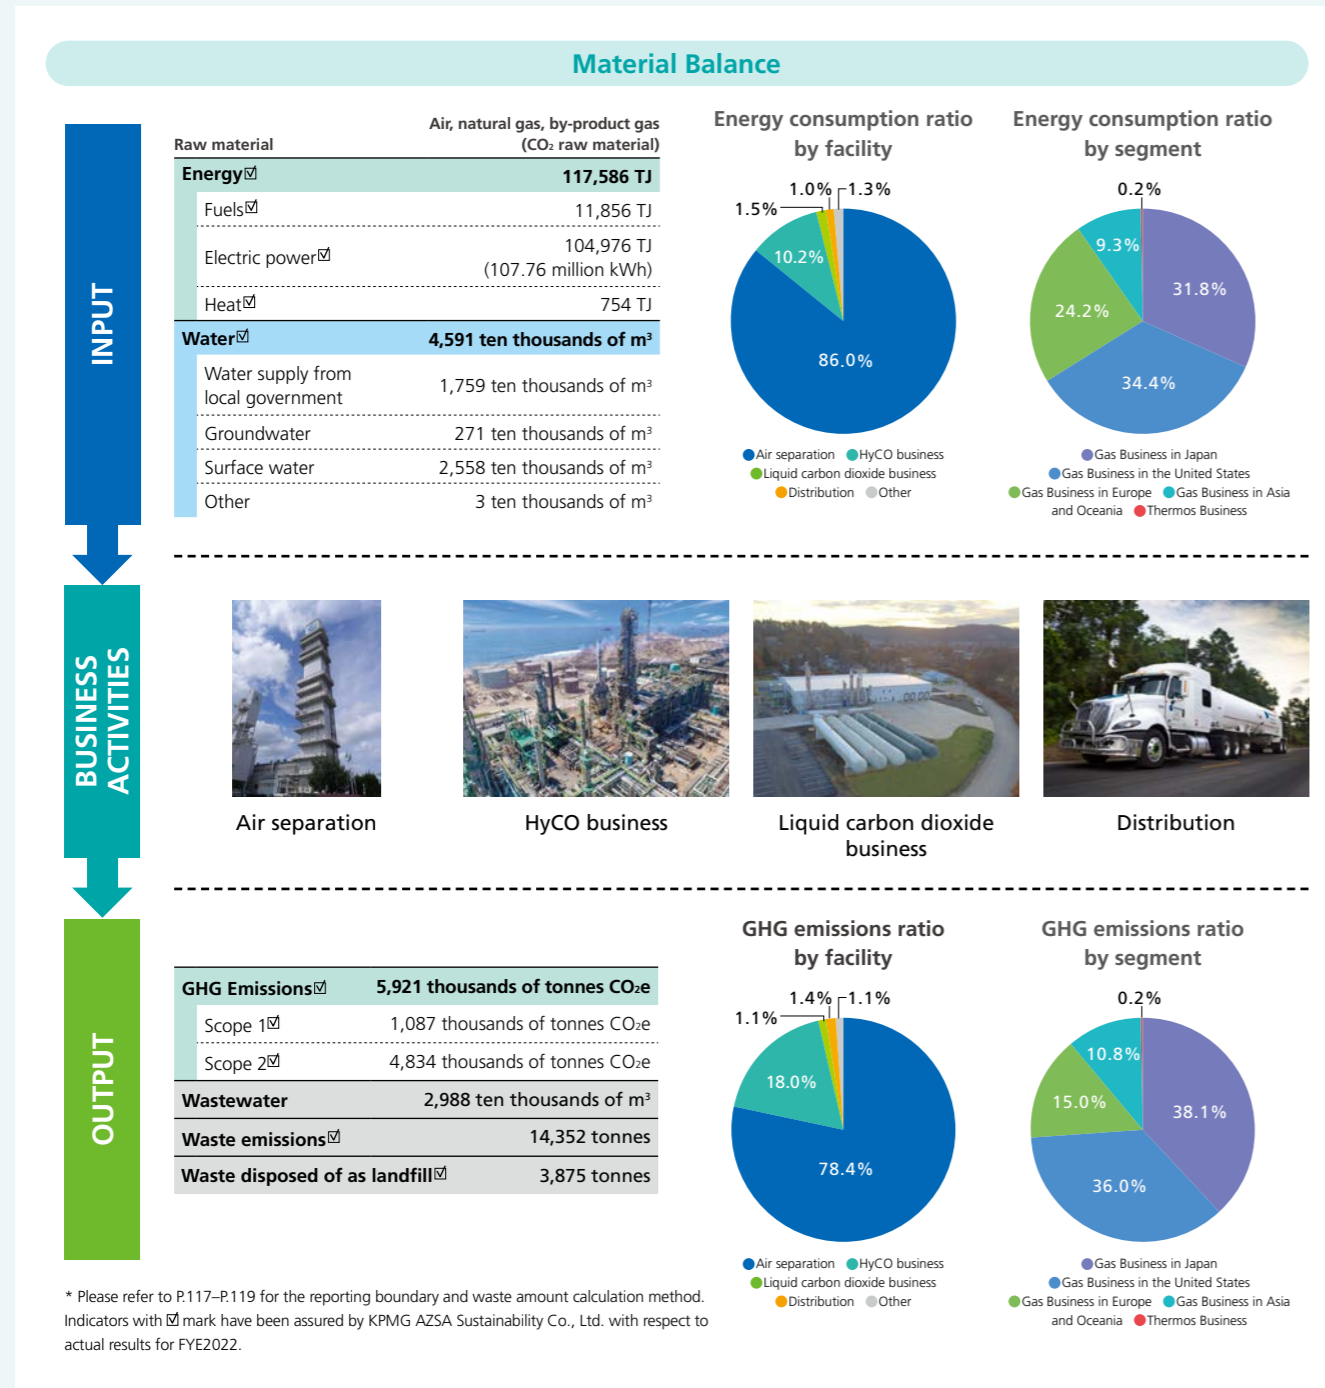 Material Balance
INPUT
Raw material
Air, natural gas, by-product gas
(CO₂ raw material)
Energy☑ 117,586 TJ
Fuels☑ 11,856 TJ
Electric power☑ 104,976 TJ
(107.76 million kWh)
Heat☑ 754 TJ
Water☑ 4,591 ten thousands of m³
Water supply from
local government 1,759 ten thousands of m³
Groundwater 271 ten thousands of m³
Surface water 2,558 ten thousands of m³
Other 3 ten thousands of m³
Energy consumption ratio
by facility
1.5%
1.0%
1.3%
10.2%
86.0%
Air separation HyCO business
Liquid carbon dioxide business
Distribution Other
Energy consumption ratio
by segment
0.2%
9.3%
31.8%
24.2%
34.4%
Gas Business in Japan
Gas Business in the United States
Gas Business in Europe Gas Business in Asia
and Oceania Thermos Business
BUSINESS
ACTIVITIES
Air separation
HyCO business
Liquid carbon dioxide
business
Distribution
OUTPUT
GHG Emissions☑ 5,921 thousands of tonnes CO₂e
Scope 1☑ 1,087 thousands of tonnes CO₂e
Scope 2☑ 4,834 thousands of tonnes CO₂e
Wastewater 2,988 ten thousands of m³
Waste emissions☑ 14,352 tonnes
Waste disposed of as landfill☑ 3,875 tonnes
GHG emissions ratio
by facility
1.1%
1.4%
1.1%
18.0%
78.4%
Air separation HyCO business
Liquid carbon dioxide business
Distribution Other
GHG emissions ratio
by segment
0.2%
10.8%
38.1%
15.0%
36.0%
Gas Business in Japan
Gas Business in the United States
Gas Business in Europe Gas Business in Asia
and Oceania Thermos Business
* Please refer to P.117–P.119 for the reporting boundary and waste amount calculation method.
Indicators with ☑ mark have been assured by KPMG AZSA Sustainability Co., Ltd. with respect to
actual results for FYE2022.